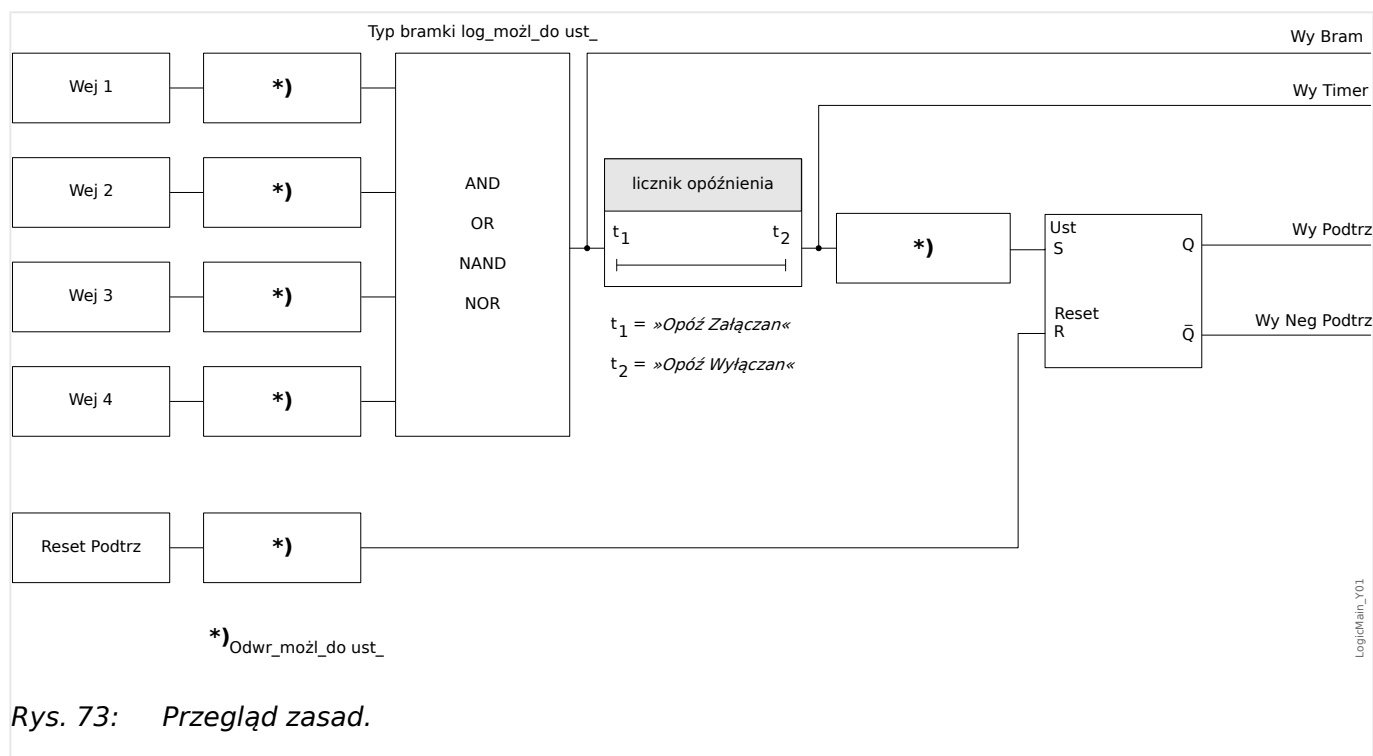 Typ bramki log_możl_do ust_
Wy Bram
Wej 1
*)
Wy Timer
Wej 2
*)
AND
OR
NAND
NOR
licznik opóźnienia
t1
t2
*)
Ust
S
Q
Wy Podtrz
Wej 3
*)
t1 = »Opóź Załączan«
Reset
R
Q̅
Wy Neg Podtrz
t2 = »Opóź Wyłączan«
Wej 4
*)
Reset Podtrz
*)
*)Odwr_możl_do ust_
LogicMain_Y01
Rys. 73: Przegląd zasad.